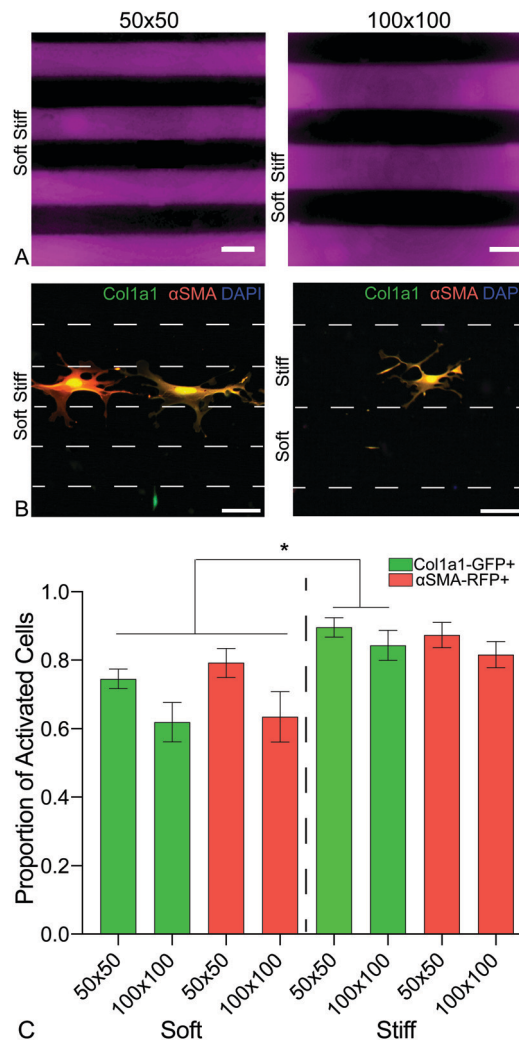 50x50 100x100
Soft Stiff
Soft Stiff
A
Col1a1 αSMA DAPI
Col1a1 αSMA DAP
Soft Stiff
Soft Stiff
B
*
Col1a1-GFP+
αSMA-RFP+
Proportion of Activated Cells
1.0
0.8
0.6
0.4
0.2
0.0
50x50 100x100 50x50 100x100 50x50 100x100 50x50 100x100
C Soft Stiff